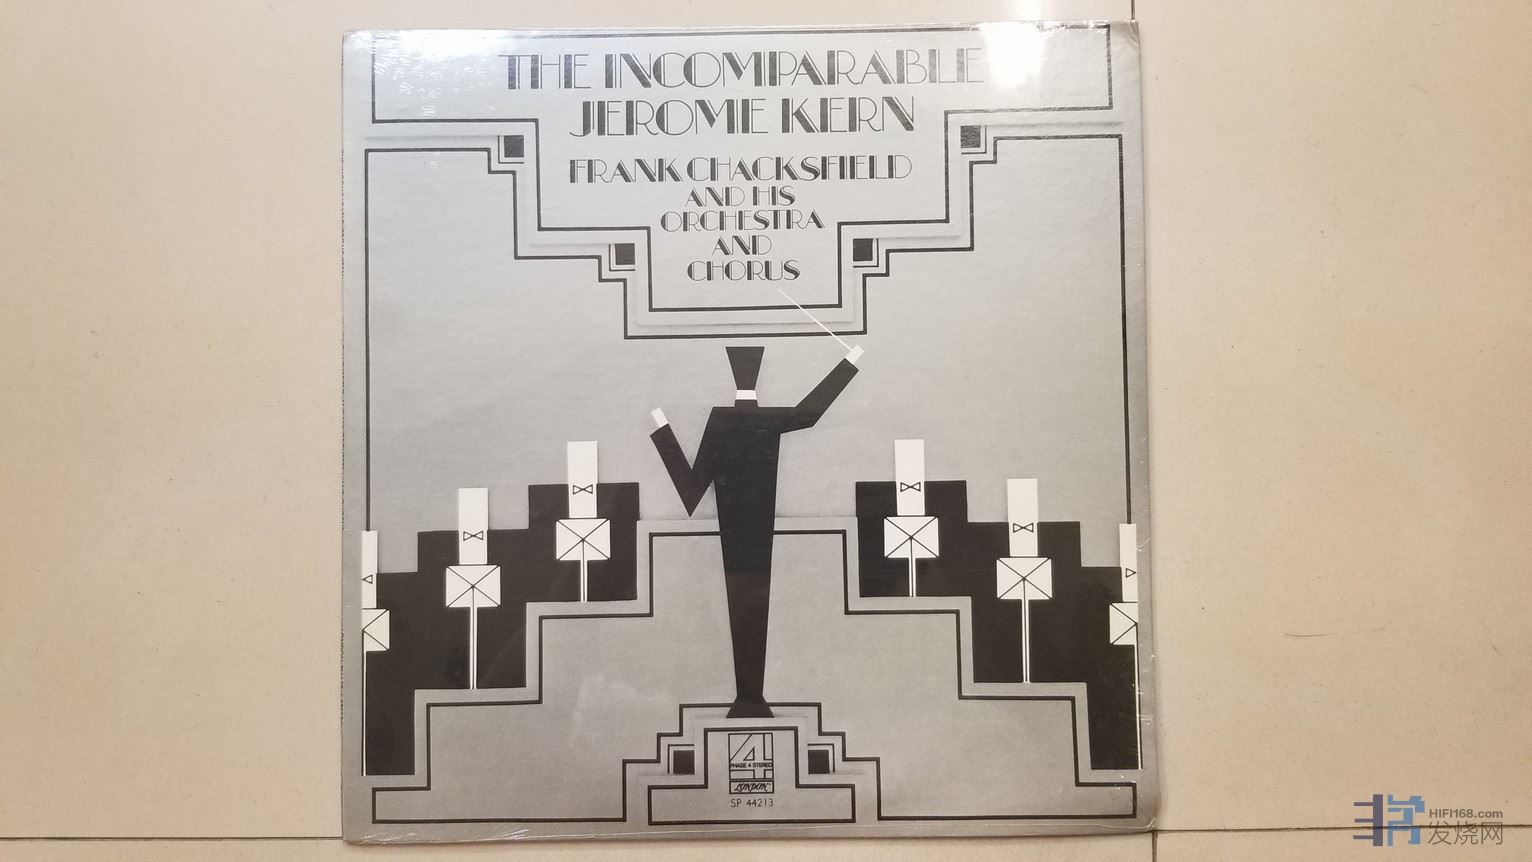 THE INCOMPARABLE
JEROME KERN
FRANK CHACKSFIELD
AND HIS
ORCHESTRA
AND
CHORUS
4
PHASE 4 STEREO
LONDON
SP 44213
HIFI168.com
发烧网